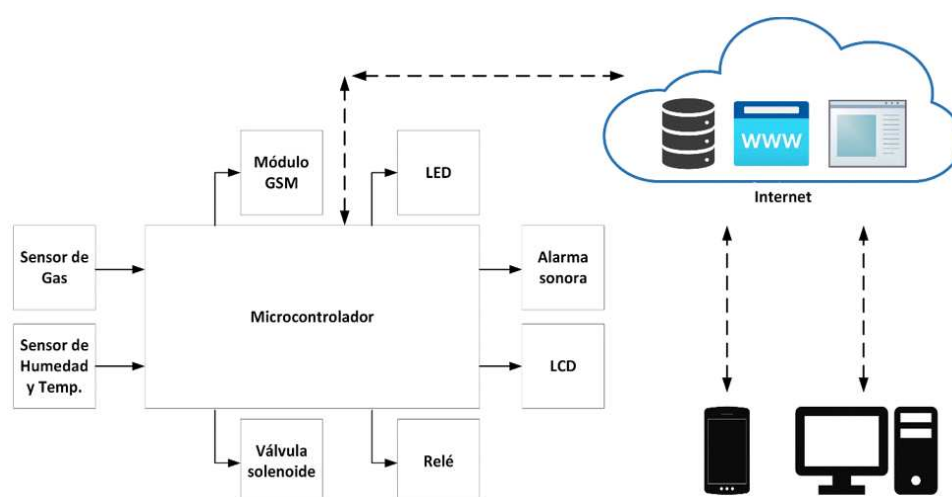 Módulo
GSM
LED
WWW
Internet
Sensor de
Gas
Alarma
sonora
Microcontrolador
Sensor de
Humedad
y Temp.
LCD
Válvula
solenoide
Relé